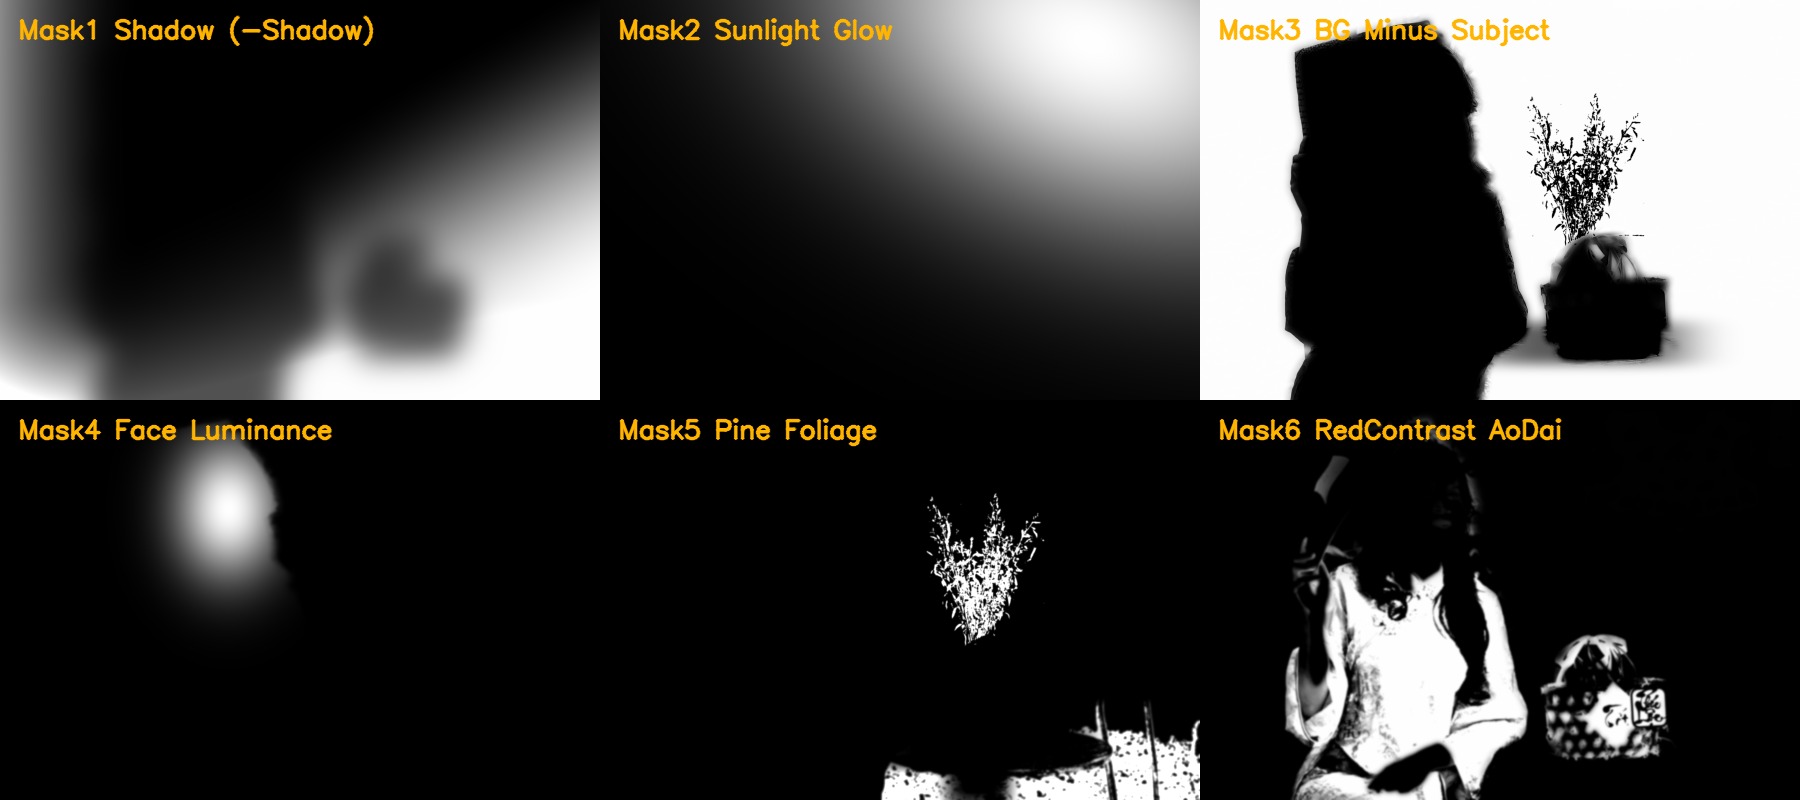 Mask1 Shadow (-Shadow)
Mask2 Sunlight Glow
Mask3 BG Minus Subject
Mask4 Face Luminance
Mask5 Pine Foliage
Mask6 RedContrast AoDai